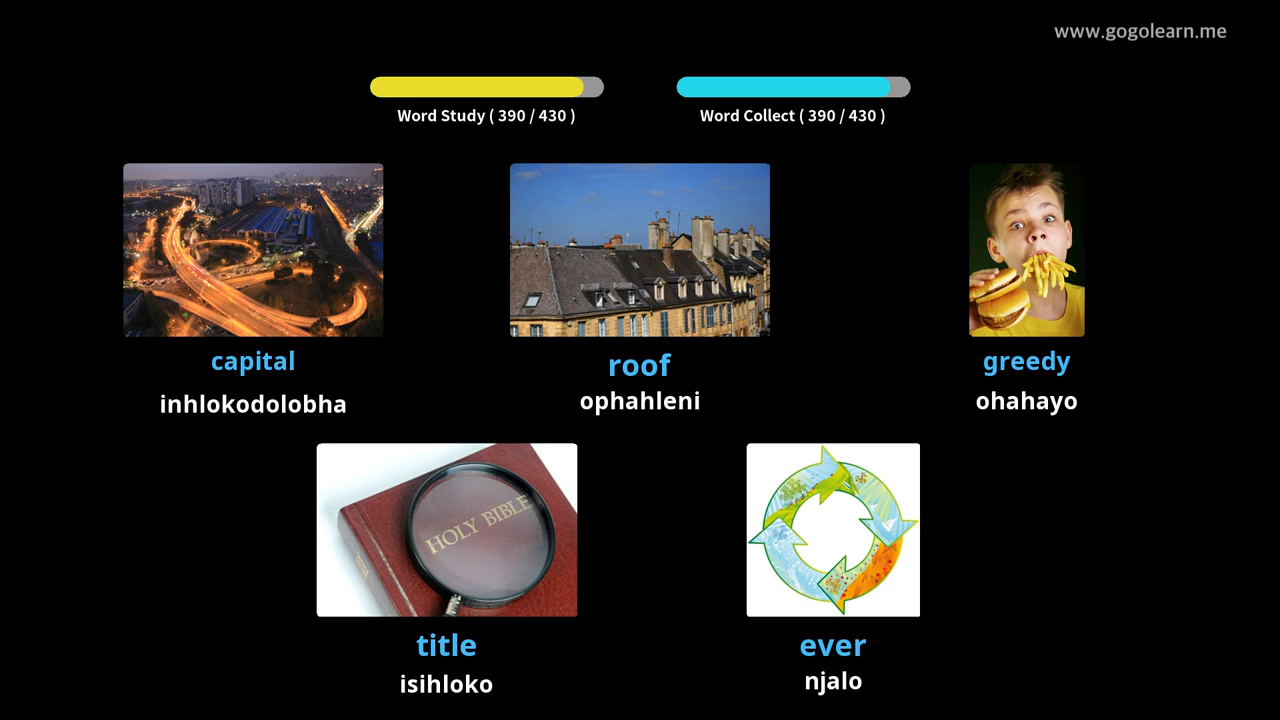 www.gogolearn.me
Word Study ( 390 / 430 )
Word Collect ( 390 / 430 )
capital
inhlokodolobha
roof
ophahleni
greedy
ohahayo
HOLY BIBLE
title
isihloko
ever
njalo